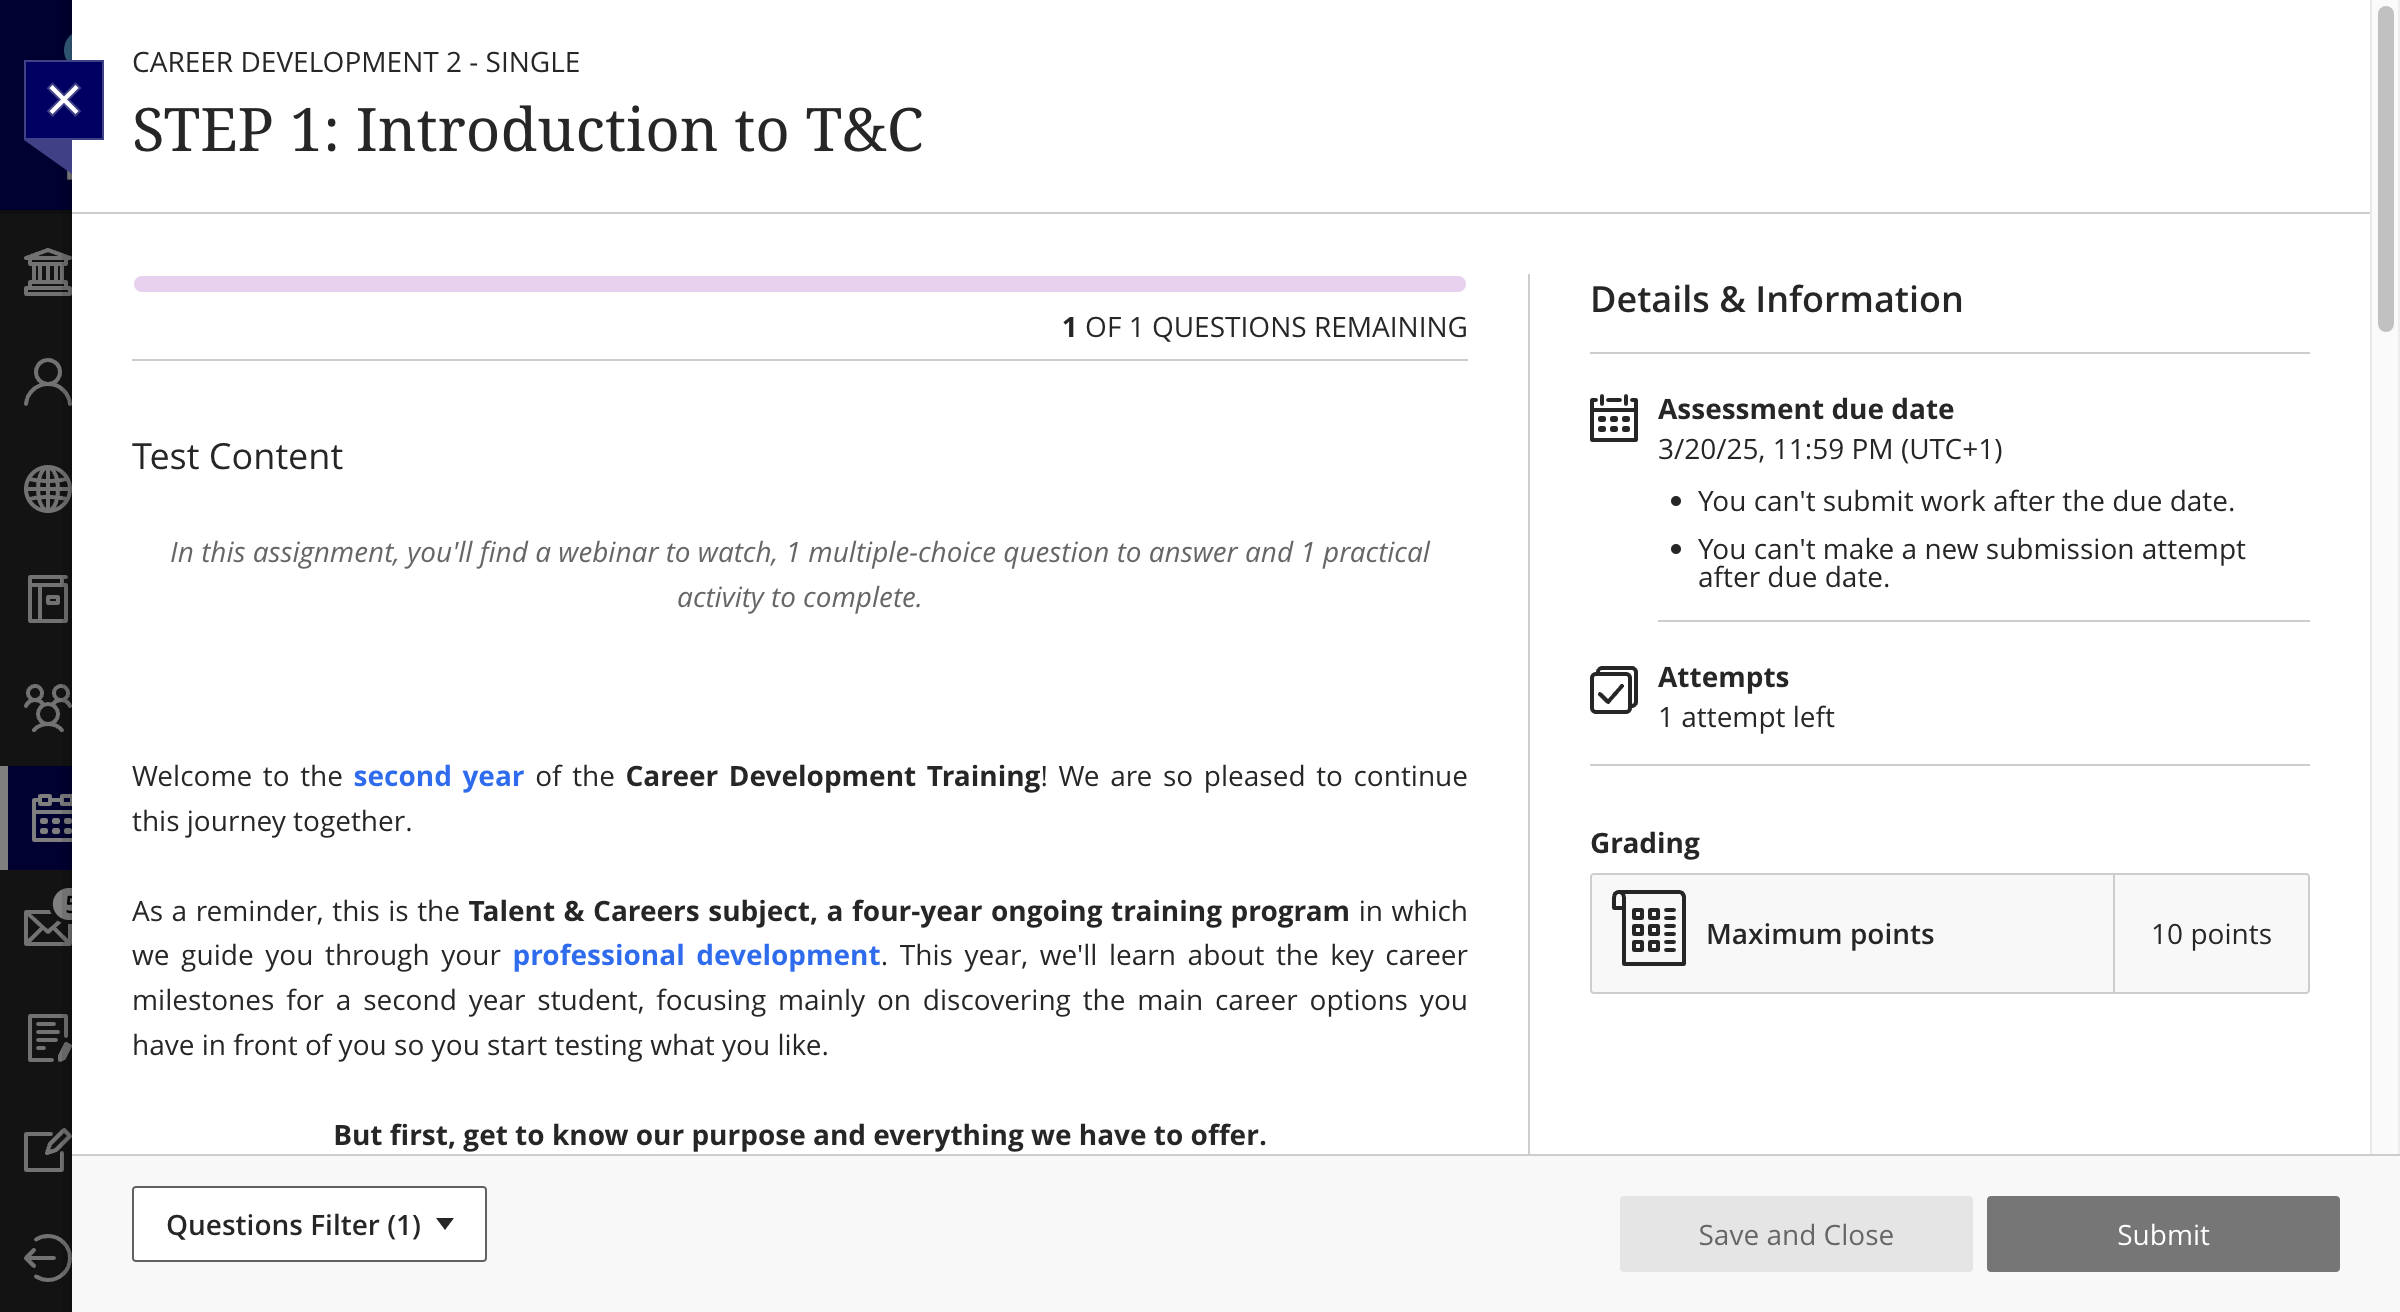 CAREER DEVELOPMENT 2 - SINGLE
STEP 1: Introduction to T&C
1 OF 1 QUESTIONS REMAINING
Test Content
In this assignment, you'll find a webinar to watch, 1 multiple-choice question to answer and 1 practical
activity to complete.
Welcome to the second year of the Career Development Training! We are so pleased to continue
this journey together.
As a reminder, this is the Talent & Careers subject, a four-year ongoing training program in which
we guide you through your professional development. This year, we'll learn about the key career
milestones for a second year student, focusing mainly on discovering the main career options you
have in front of you so you start testing what you like.
But first, get to know our purpose and everything we have to offer.
Details & Information
Assessment due date
3/20/25, 11:59 PM (UTC+1)
• You can't submit work after the due date.
• You can't make a new submission attempt
after due date.
Attempts
1 attempt left
Grading
Maximum points
10 points
Questions Filter (1)
Save and Close
Submit